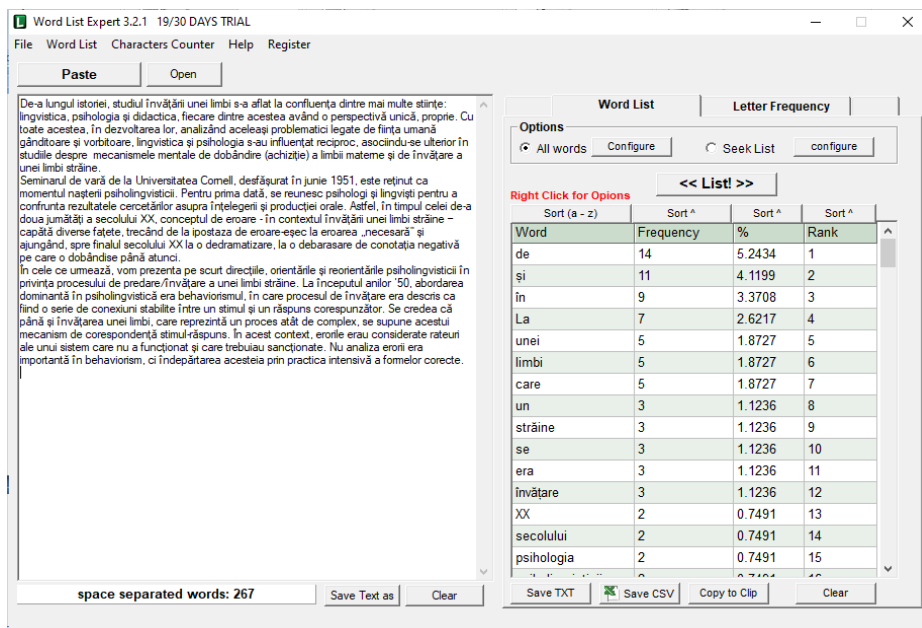 Word List Expert 3.2.1 19/30 DAYS TRIAL
File Word List Characters Counter Help Register
Paste Open
De-a lungul istoriei, studiul învățării unei limbi s-a aflat la confluența dintre mai multe științe:
lingvistica, psihologia și didactica, fiecare dintre acestea având o perspectivă unică, proprie. Cu
toate acestea, în dezvoltarea lor, analizând aceleași problematici legate de ființa umană
gânditoare și vorbitoare, lingvistica și psihologia s-au influențat reciproc, asociindu-se ulterior în
studiile despre mecanismele mentale de dobândire (achiziție) a limbii materne și de învățare a
unei limbi străine.
Seminarul de vară de la Universitatea Cornell, desfășurat în junie 1951, este reținut ca
momentul nașterii psiholingvisticii. Pentru prima dată, se reunesc psihologi și lingviști pentru a
confrunta rezultatele cercetărilor asupra înțelegerii și producției orale. Astfel, în timpul celei de-a
doua jumătăți a secolului XX, conceptul de eroare - în contextul învățării unei limbi străine –
capătă diverse fațete, trecând de la ipostaza de eroare-eșec la eroarea „necesară” și
ajungând, spre finalul secolului XX la o dedramatizare, la o debarasare de conotația negativă
pe care o dobândise până atunci.
În cele ce urmează, vom prezenta pe scurt direcțiile, orientările și reorientările psiholingvisticii în
privința procesului de predare/învățare a unei limbi străine. La începutul anilor ’50, abordarea
dominantă în psiholingvistică era behaviorismul, în care procesul de învățare era descris ca
fiind o serie de conexiuni stabilite între un stimul și un răspuns corespunzător. Se credea că
până și învățarea unei limbi, care reprezintă un proces atât de complex, se supune acestui
mecanism de corespondență stimul-răspuns. În acest context, erorile erau considerate rateuri
ale unui sistem care nu a funcționat și care trebuiau sancționate. Nu analiza erorii era
importantă în behaviorism, ci îndepărtarea acesteia prin practica intensivă a formelor corecte.
space separated words: 267
Save Text as Clear
Word List Letter Frequency
Options
All words Configure Seek List configure
<< List! >>
Right Click for Opions
Sort (a - z) Sort ^ Sort ^ Sort ^
Word Frequency % Rank
de 14 5.2434 1
și 11 4.1199 2
în 9 3.3708 3
La 7 2.6217 4
unei 5 1.8727 5
limbi 5 1.8727 6
care 5 1.8727 7
un 3 1.1236 8
străine 3 1.1236 9
se 3 1.1236 10
era 3 1.1236 11
învățare 3 1.1236 12
XX 2 0.7491 13
secolului 2 0.7491 14
psihologia 2 0.7491 15
Save TXT Save CSV Copy to Clip Clear